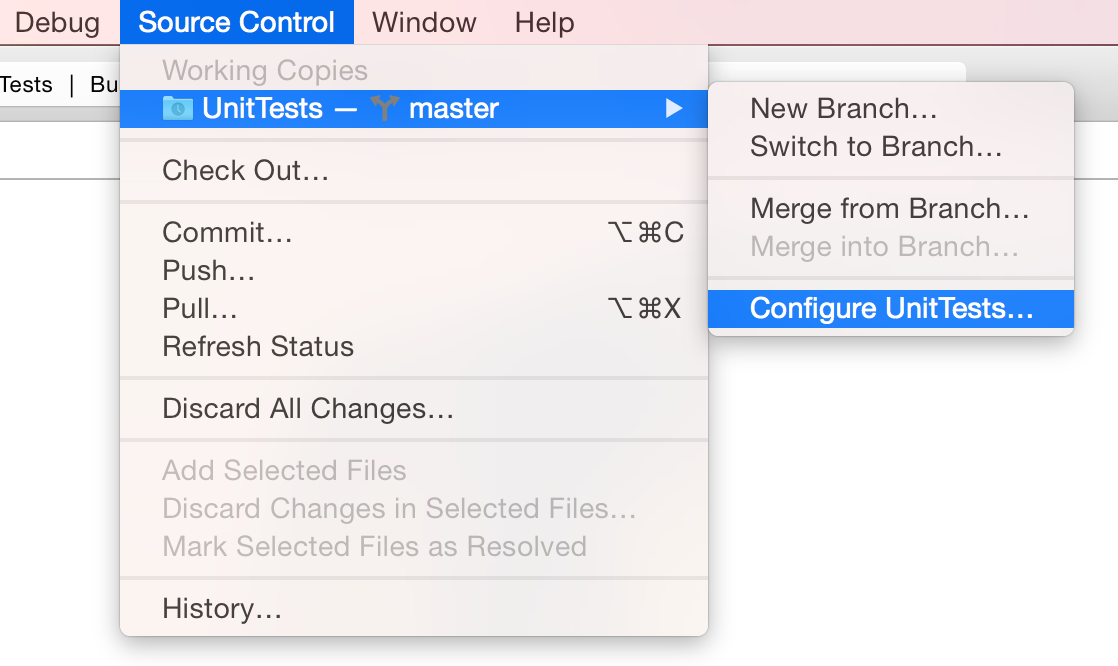 Debug Source Control Window Help
Tests | Bu
Working Copies
UnitTests — master
Check Out...
Commit... ⌥⌘C
Push...
Pull... ⌥⌘X
Refresh Status
Discard All Changes...
Add Selected Files
Discard Changes in Selected Files...
Mark Selected Files as Resolved
History...
New Branch...
Switch to Branch...
Merge from Branch...
Merge into Branch...
Configure UnitTests...